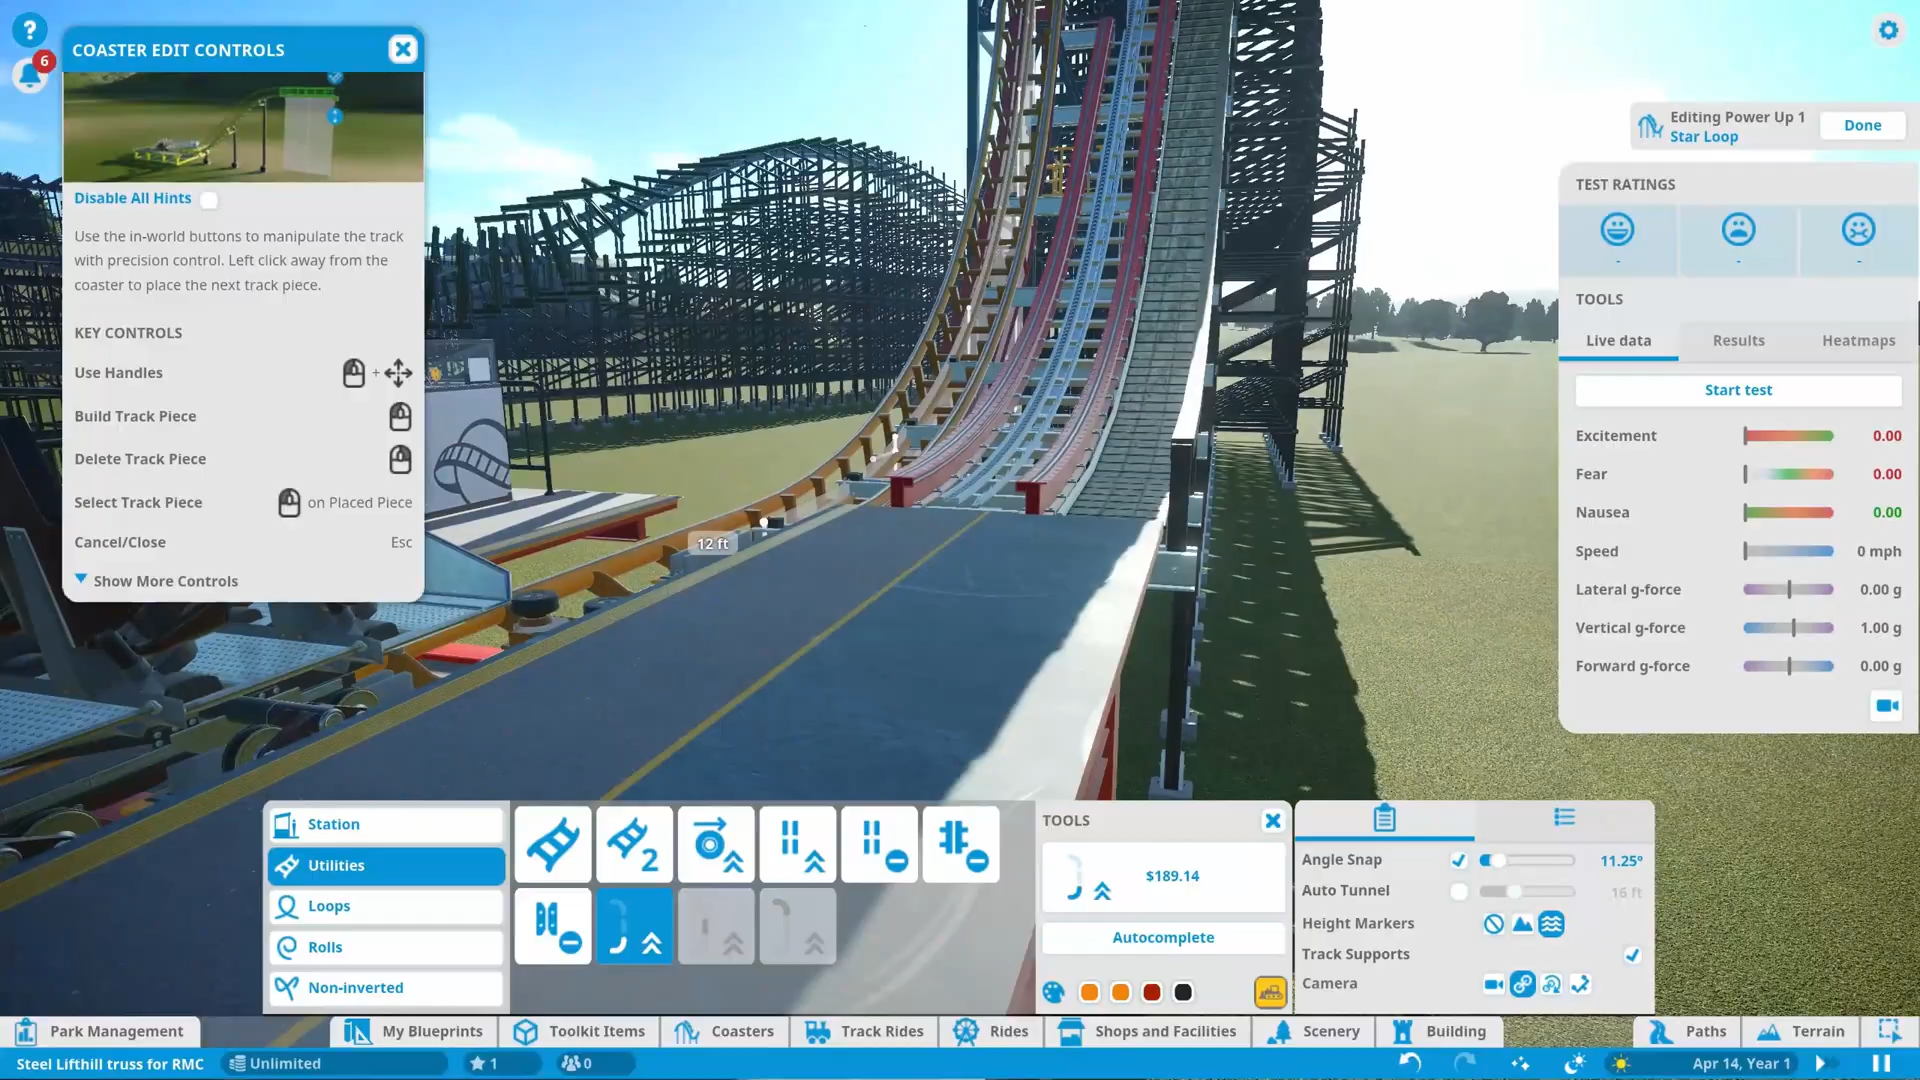 ?
6
COASTER EDIT CONTROLS
Disable All Hints
Use the in-world buttons to manipulate the track
with precision control. Left click away from the
coaster to place the next track piece.
KEY CONTROLS
Use Handles +
Build Track Piece
Delete Track Piece
Select Track Piece on Placed Piece
Cancel/Close Esc
Show More Controls
12 ft
Editing Power Up 1
Star Loop
Done
TEST RATINGS
- - -
TOOLS
Live data Results Heatmaps
Start test
Excitement 0.00
Fear 0.00
Nausea 0.00
Speed 0 mph
Lateral g-force 0.00 g
Vertical g-force 1.00 g
Forward g-force 0.00 g
Station
Utilities
Loops
Rolls
Non-inverted
2
TOOLS
$189.14
Autocomplete
Angle Snap 11.25°
Auto Tunnel 16 ft
Height Markers
Track Supports
Camera
Park Management My Blueprints Toolkit Items Coasters Track Rides Rides Shops and Facilities Scenery Building Paths Terrain
Steel Lifthill truss for RMC Unlimited 1 0 Apr 14, Year 1